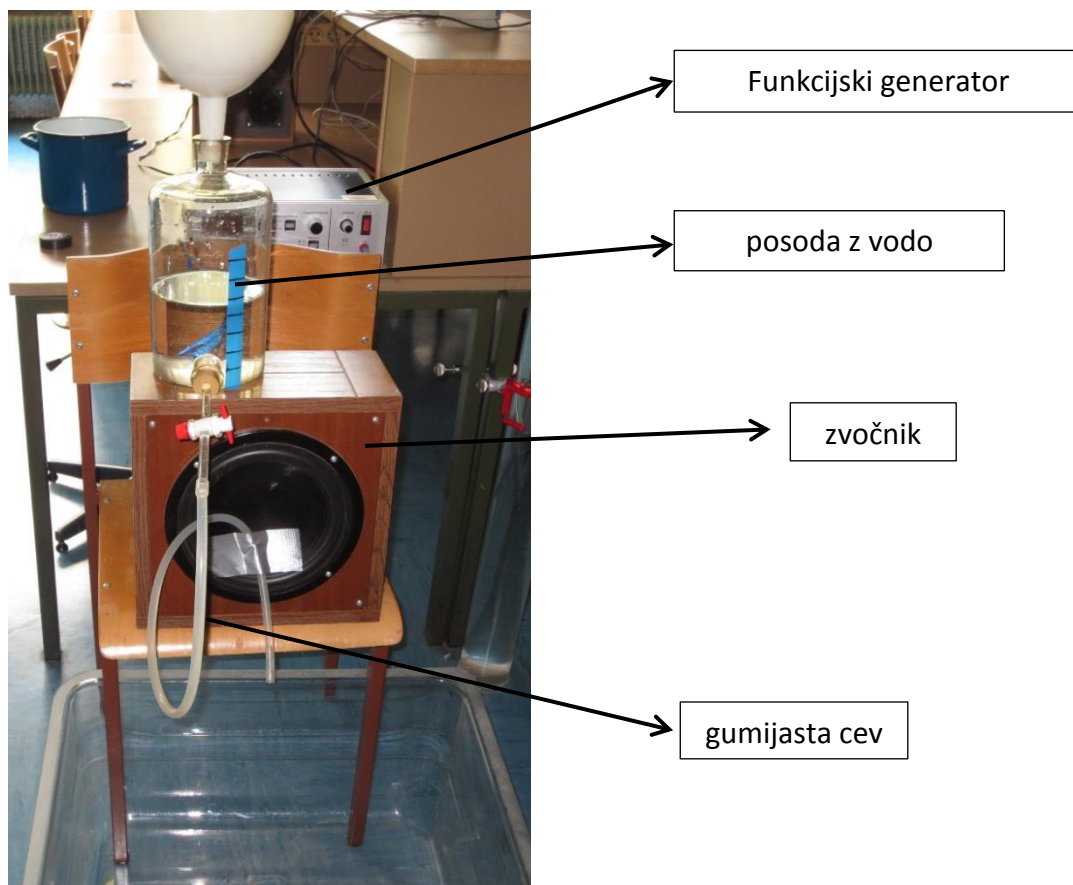 Funkcijski generator
posoda z vodo
zvočnik
gumijasta cev